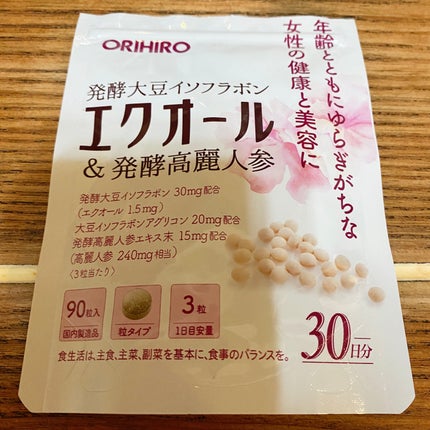 ORIHIRO
年齢とともにゆらぎがちな
女性の健康と美容に
発酵大豆イソフラボン
エクオール
&発酵高麗人参
発酵大豆イソフラボン 30mg配合
(エクオール 1.5mg)
大豆イソフラボンアグリコン 20mg配合
発酵高麗人参エキス末 15mg配合
(高麗人参 240mg相当)
<3粒当たり>
90粒入
国内製造品
粒タイプ
3粒
1日目安量
30日分
食生活は、主食、主菜、副菜を基本に、食事のバランスを。